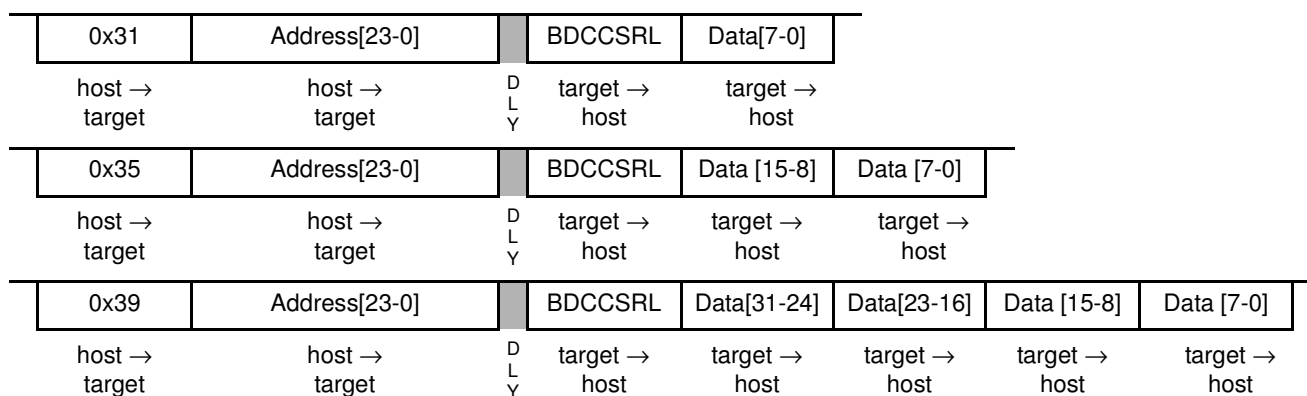 0x31 Address[23-0] BDCCSRL Data[7-0]
host → host → D L Y target → target →
target target host host
0x35 Address[23-0] BDCCSRL Data [15-8] Data [7-0]
host → host → D L Y target → target → target →
target target host host host
0x39 Address[23-0] BDCCSRL Data[31-24] Data[23-16] Data [15-8] Data [7-0]
host → host → D L Y target → target → target → target → target →
target target host host host host host